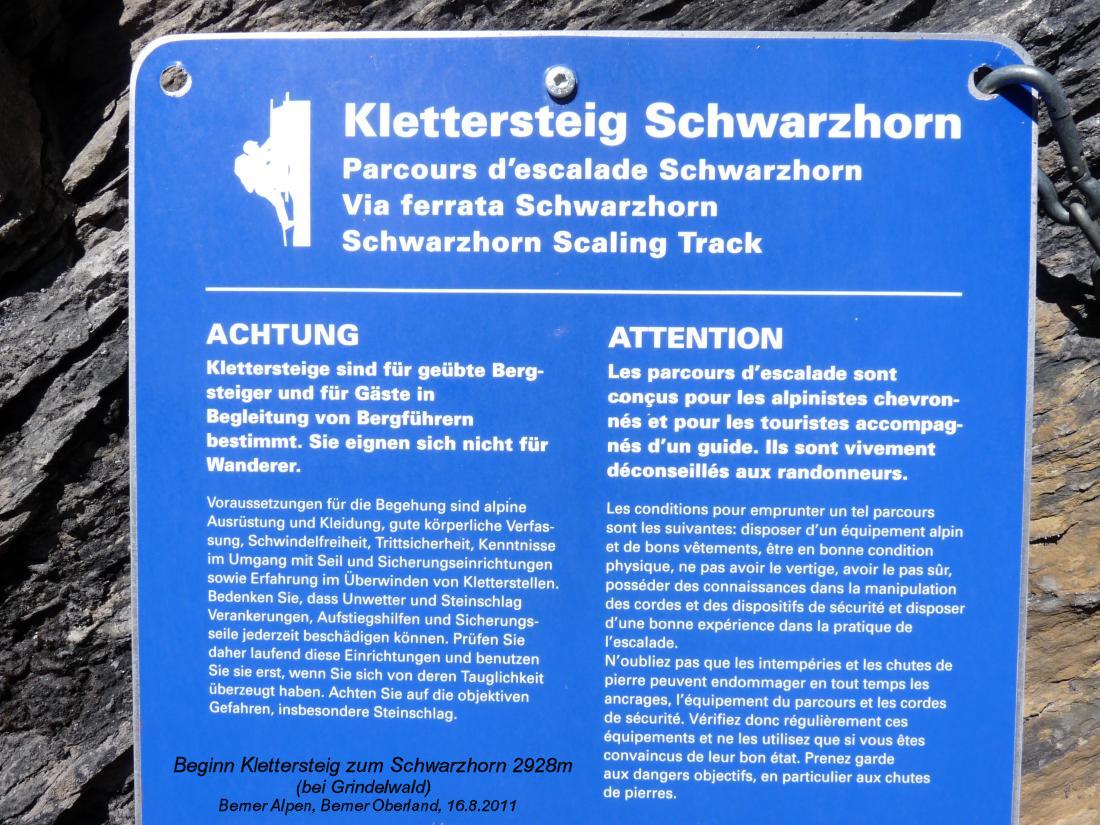 Klettersteig Schwarzhorn
Parcours d'escalade Schwarzhorn
Via ferrata Schwarzhorn
Schwarzhorn Scaling Track
ACHTUNG
Klettersteige sind für geübte Berg-
steiger und für Gäste in
Begleitung von Bergführern
bestimmt. Sie eignen sich nicht für
Wanderer.
Voraussetzungen für die Begehung sind alpine
Ausrüstung und Kleidung, gute körperliche Verfas-
sung, Schwindelfreiheit, Trittsicherheit, Kenntnisse
im Umgang mit Seil und Sicherungseinrichtungen
sowie Erfahrung im Überwinden von Kletterstellen.
Bedenken Sie, dass Unwetter und Steinschlag
Verankerungen, Aufstiegshilfen und Sicherungs-
seile jederzeit beschädigen können. Prüfen Sie
daher laufend diese Einrichtungen und benutzen
Sie sie erst, wenn Sie sich von deren Tauglichkeit
überzeugt haben. Achten Sie auf die objektiven
Gefahren, insbesondere Steinschlag.
ATTENTION
Les parcours d'escalade sont
conçus pour les alpinistes chevron-
nés et pour les touristes accompag-
nés d'un guide. Ils sont vivement
déconseillés aux randonneurs.
Les conditions pour emprunter un tel parcours
sont les suivantes: disposer d'un équipement alpin
et de bons vêtements, être en bonne condition
physique, ne pas avoir le vertige, avoir le pas sûr,
posséder des connaissances dans la manipulation
des cordes et des dispositifs de sécurité et disposer
d'une bonne expérience dans la pratique de
l'escalade.
N'oubliez pas que les intempéries et les chutes de
pierre peuvent endommager en tout temps les
ancrages, l'équipement du parcours et les cordes
de sécurité. Vérifiez donc régulièrement ces
équipements et ne les utilisez que si vous êtes
convaincus de leur bon état. Prenez garde
aux dangers objectifs, en particulier aux chutes
de pierres.
Beginn Klettersteig zum Schwarzhorn 2928m
(bei Grindelwald)
Berner Alpen, Berner Oberland, 16.8.2011